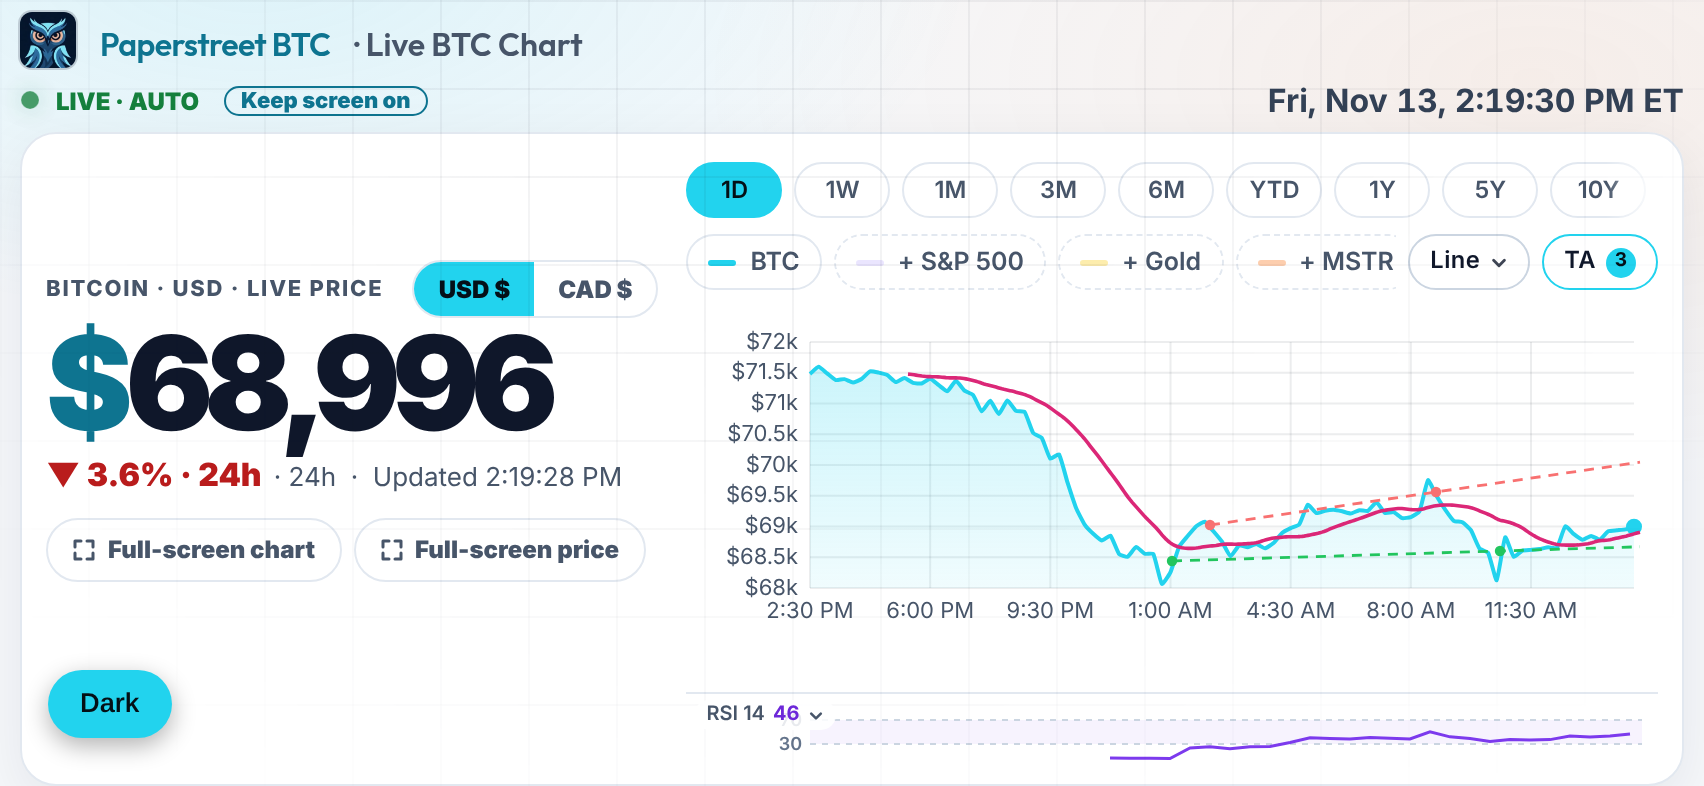 Paperstreet BTC · Live BTC Chart
LIVE · AUTO Keep screen on
Fri, Nov 13, 2:19:30 PM ET
1D 1W 1M 3M 6M YTD 1Y 5Y 10Y
BTC + S&P 500 + Gold + MSTR Line TA 3
BITCOIN · USD · LIVE PRICE USD $ CAD $
$68,996
▼ 3.6% · 24h · 24h · Updated 2:19:28 PM
Full-screen chart Full-screen price
Dark
$72k
$71.5k
$71k
$70.5k
$70k
$69.5k
$69k
$68.5k
$68k
2:30 PM 6:00 PM 9:30 PM 1:00 AM 4:30 AM 8:00 AM 11:30 AM
RSI 14 46
30